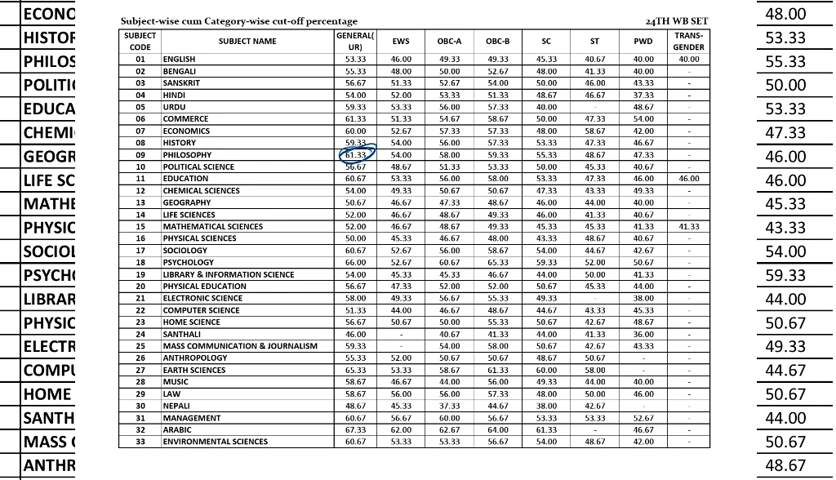 Subject-wise cum Category-wise cut-off percentage 24TH WB SET
SUBJECT CODE SUBJECT NAME GENERAL(UR) EWS OBC-A OBC-B SC ST PWD TRANS-GENDER
01 ENGLISH 53.33 46.00 49.33 49.33 45.33 40.67 40.00 40.00
02 BENGALI 55.33 48.00 50.00 52.67 48.00 41.33 40.00 -
03 SANSKRIT 56.67 51.33 52.67 54.00 50.00 46.00 43.33 -
04 HINDI 54.00 52.00 53.33 51.33 48.67 46.67 37.33 -
05 URDU 59.33 53.33 56.00 57.33 40.00 - 48.67 -
06 COMMERCE 61.33 51.33 54.67 58.67 50.00 47.33 54.00 -
07 ECONOMICS 60.00 52.67 57.33 57.33 48.00 58.67 42.00 -
08 HISTORY 59.33 54.00 56.00 57.33 53.33 47.33 46.67 -
09 PHILOSOPHY 61.33 54.00 58.00 59.33 55.33 48.67 47.33 -
10 POLITICAL SCIENCE 56.67 48.67 51.33 53.33 50.00 45.33 40.67 -
11 EDUCATION 60.67 53.33 56.00 58.00 53.33 47.33 46.00 46.00
12 CHEMICAL SCIENCES 54.00 49.33 50.67 50.67 47.33 43.33 49.33 -
13 GEOGRAPHY 50.67 46.67 47.33 48.67 46.00 44.00 40.00 -
14 LIFE SCIENCES 52.00 46.67 48.67 49.33 46.00 41.33 40.67 -
15 MATHEMATICAL SCIENCES 52.00 46.67 48.67 49.33 45.33 45.33 41.33 41.33
16 PHYSICAL SCIENCES 50.00 45.33 46.67 48.00 43.33 48.67 40.67 -
17 SOCIOLOGY 60.67 52.67 56.00 58.67 54.00 44.67 42.67 -
18 PSYCHOLOGY 66.00 52.67 60.67 65.33 59.33 52.00 50.67 -
19 LIBRARY & INFORMATION SCIENCE 54.00 45.33 45.33 46.67 44.00 50.00 41.33 -
20 PHYSICAL EDUCATION 56.67 47.33 52.00 52.00 50.67 45.33 44.00 -
21 ELECTRONIC SCIENCE 58.00 49.33 56.67 55.33 49.33 - 38.00 -
22 COMPUTER SCIENCE 51.33 44.00 46.67 48.67 44.67 43.33 45.33 -
23 HOME SCIENCE 56.67 50.67 50.00 55.33 50.67 42.67 48.67 -
24 SANTHALI 46.00 - 40.67 41.33 44.00 44.00 36.00 -
25 MASS COMMUNICATION & JOURNALISM 59.33 - 54.00 58.00 50.67 42.67 43.33 -
26 ANTHROPOLOGY 55.33 52.00 50.67 50.67 48.67 50.67 - -
27 EARTH SCIENCES 65.33 53.33 58.67 61.33 60.00 58.00 - -
28 MUSIC 58.67 46.67 44.00 56.00 49.33 44.00 40.00 -
29 LAW 58.67 56.00 56.00 57.33 48.00 50.00 46.00 -
30 NEPALI 48.67 45.33 37.33 44.67 38.00 42.67 - -
31 MANAGEMENT 60.67 56.67 60.00 56.67 53.33 53.33 52.67 -
32 ARABIC 67.33 62.00 62.67 64.00 61.33 - 46.67 -
33 ENVIRONMENTAL SCIENCES 60.67 53.33 53.33 56.67 54.00 48.67 42.00 -
ECONO 48.00
HISTOR 53.33
PHILOS 55.33
POLITI 50.00
EDUCA 53.33
CHEMI 47.33
GEOGR 46.00
LIFE SC 46.00
MATHE 45.33
PHYSIC 43.33
SOCIOL 54.00
PSYCHO 59.33
LIBRAR 44.00
PHYSIC 50.67
ELECTR 49.33
COMPU 44.67
HOME 50.67
SANTH 44.00
MASS C 50.67
ANTHR 48.67